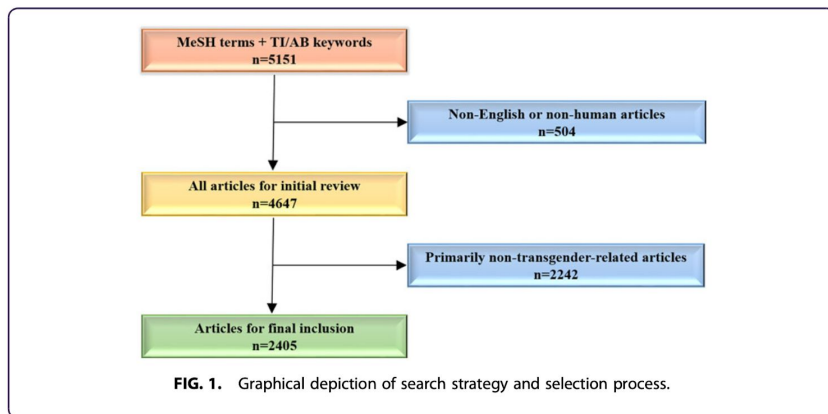 MeSH terms + TI/AB keywords
n=5151
Non-English or non-human articles
n=504
All articles for initial review
n=4647
Primarily non-transgender-related articles
n=2242
Articles for final inclusion
n=2405
FIG. 1. Graphical depiction of search strategy and selection process.